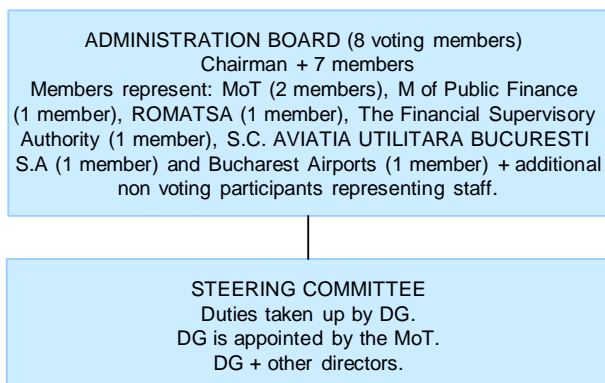 ADMINISTRATION BOARD (8 voting members)
Chairman + 7 members
Members represent: MoT (2 members), M of Public Finance
(1 member), ROMATSA (1 member), The Financial Supervisory
Authority (1 member), S.C. AVIATIA UTILITARA BUCURESTI
S.A (1 member) and Bucharest Airports (1 member) + additional
non voting participants representing staff.
STEERING COMMITTEE
Duties taken up by DG.
DG is appointed by the MoT.
DG + other directors.